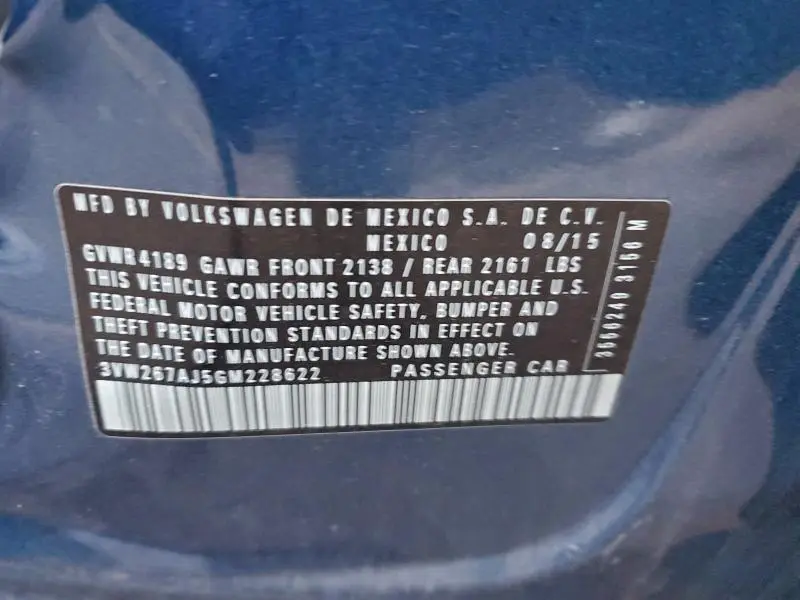 MFD BY VOLKSWAGEN DE MEXICO S.A. DE C.V.
MEXICO 08/15
GVWR4189 GAWR FRONT 2138 / REAR 2161 LBS
THIS VEHICLE CONFORMS TO ALL APPLICABLE U.S.
FEDERAL MOTOR VEHICLE SAFETY, BUMPER AND
THEFT PREVENTION STANDARDS IN EFFECT ON
THE DATE OF MANUFACTURE SHOWN ABOVE.
3VW267AJ5GM228622 PASSENGER CAR